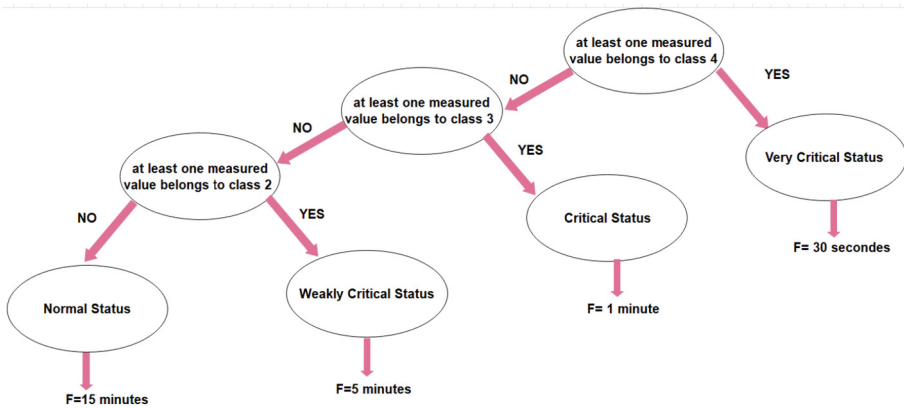 at least one measured
value belongs to class 4
NO
YES
at least one measured
value belongs to class 3
NO
YES
Very Critical Status
at least one measured
value belongs to class 2
Critical Status
NO
YES
F= 30 secondes
Normal Status
Weakly Critical Status
F= 1 minute
F=15 minutes
F=5 minutes